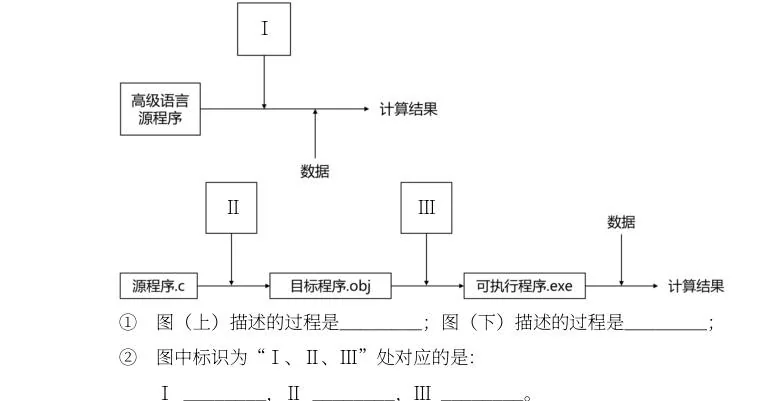 Ⅰ
高级语言
源程序
计算结果
数据
Ⅱ
Ⅲ
数据
源程序.c
目标程序.obj
可执行程序.exe
计算结果
① 图（上）描述的过程是________；图（下）描述的过程是________；
② 图中标识为“Ⅰ、Ⅱ、Ⅲ”处对应的是:
Ⅰ ________，Ⅱ ________，Ⅲ ________。